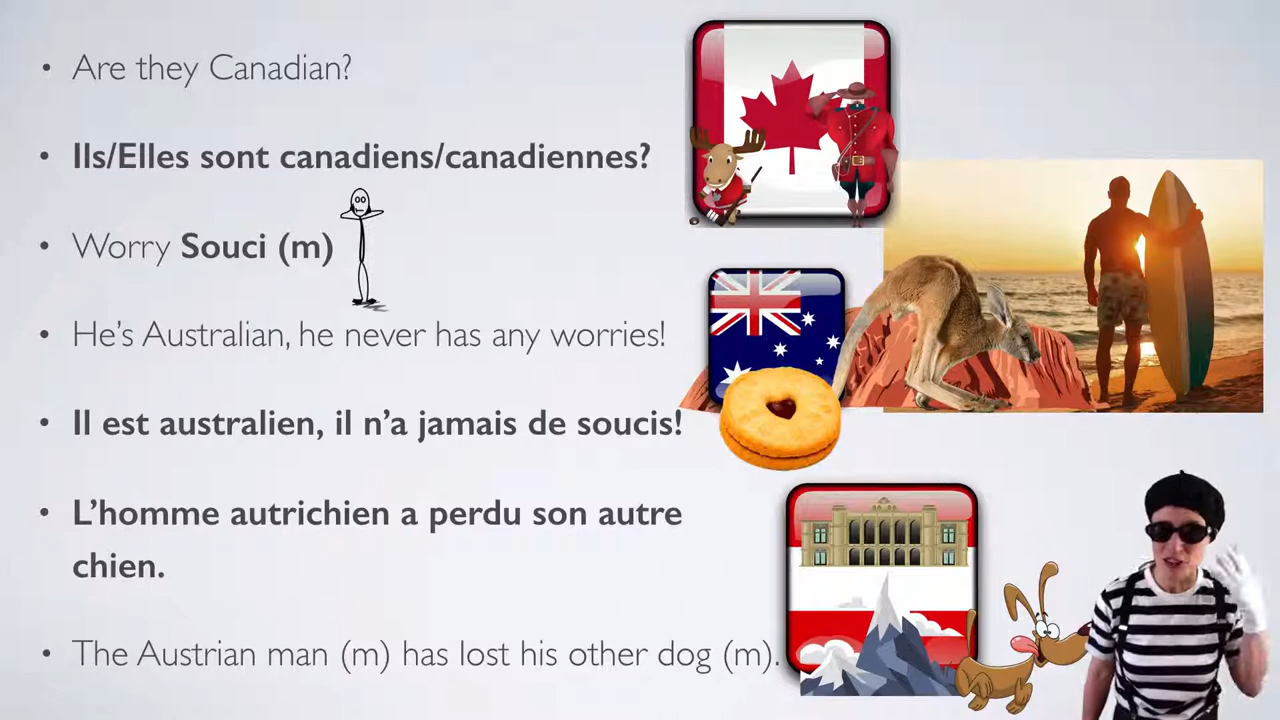 Are they Canadian?
Ils/Elles sont canadiens/canadiennes?
Worry Souci (m)
He's Australian, he never has any worries!
Il est australien, il n'a jamais de soucis!
L'homme autrichien a perdu son autre
chien.
The Austrian man (m) has lost his other dog (m).